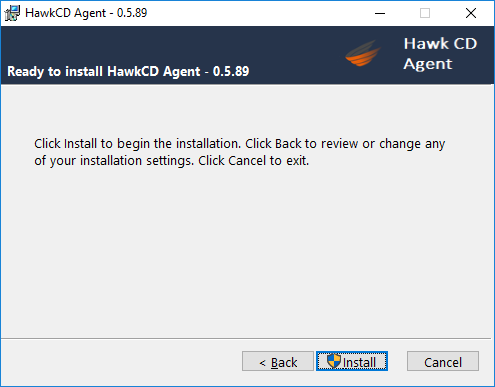 HawkCD Agent - 0.5.89
Hawk CD
Agent
Ready to install HawkCD Agent - 0.5.89
Click Install to begin the installation. Click Back to review or change any
of your installation settings. Click Cancel to exit.
< Back
Install
Cancel